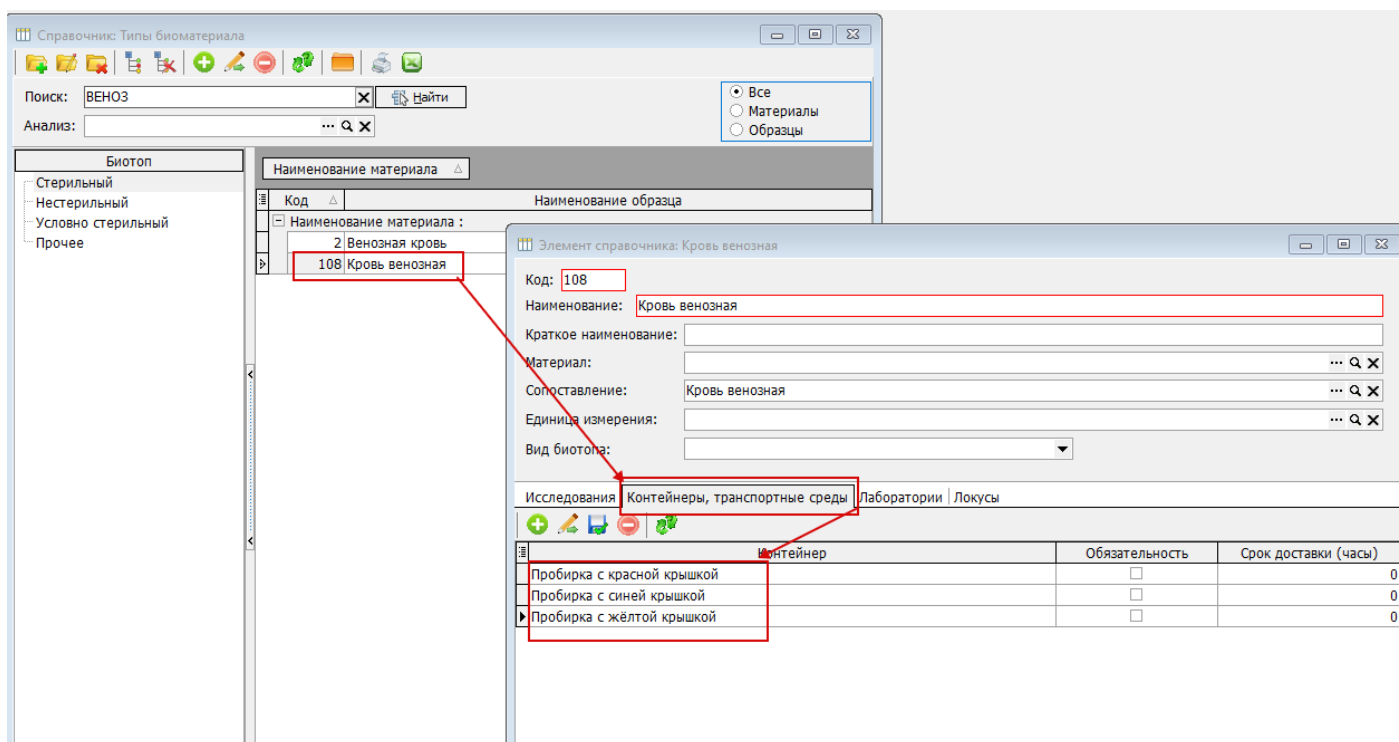 Справочник: Типы биоматериала
Поиск: ВЕНОЗ Найти
Анализ:
Все
Материалы
Образцы
Биотоп
Стерильный
Нестерильный
Условно стерильный
Прочее
Наименование материала
Код Наименование образца
Наименование материала :
2 Венозная кровь
108 Кровь венозная
Элемент справочника: Кровь венозная
Код: 108
Наименование: Кровь венозная
Краткое наименование:
Материал:
Сопоставление: Кровь венозная
Единица измерения:
Вид биотопа:
Исследования Контейнеры, транспортные среды Лаборатории Локусы
Контейнер Обязательность Срок доставки (часы)
Пробирка с красной крышкой 0
Пробирка с синей крышкой 0
Пробирка с жёлтой крышкой 0